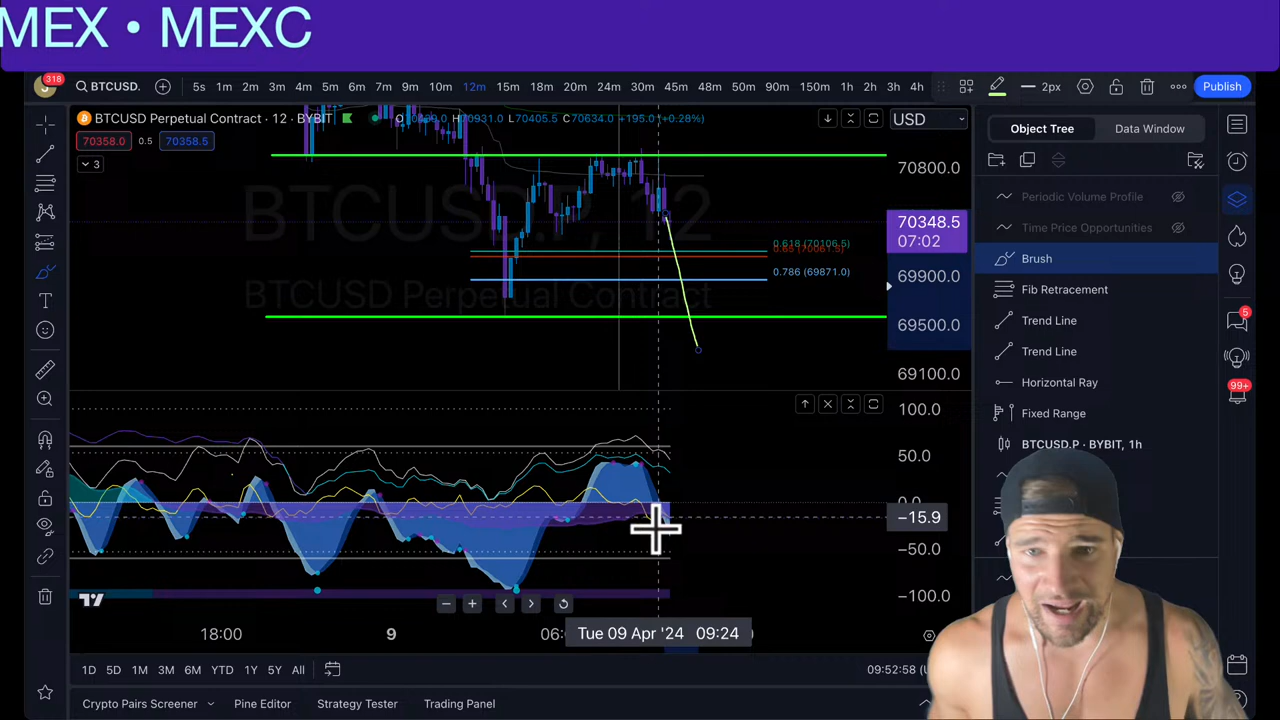 MEX • MEXC
318
BTCUSD.
5s 1m 2m 3m 4m 5m 6m 7m 9m 10m 12m 15m 18m 20m 24m 30m 45m 48m 50m 90m 150m 1h 2h 3h 4h
2px
Publish
BTCUSD Perpetual Contract · 12 · BYBIT
L70405.5 C70634.0 +195.0 (+0.28%)
USD
70358.0 0.5 70358.5
3
BTCUSD.P, 12
BTCUSD Perpetual Contract
0.618 (70106.5)
0.786 (69871.0)
70800.0
70348.5
07:02
69900.0
69500.0
69100.0
100.0
50.0
0.0
−15.9
−50.0
−100.0
Object Tree
Data Window
Periodic Volume Profile
Time Price Opportunities
Brush
Fib Retracement
Trend Line
Trend Line
Horizontal Ray
Fixed Range
BTCUSD.P · BYBIT, 1h
5
99+
18:00
9
06:
Tue 09 Apr '24 09:24
1D 5D 1M 3M 6M YTD 1Y 5Y All
09:52:58
Crypto Pairs Screener
Pine Editor
Strategy Tester
Trading Panel